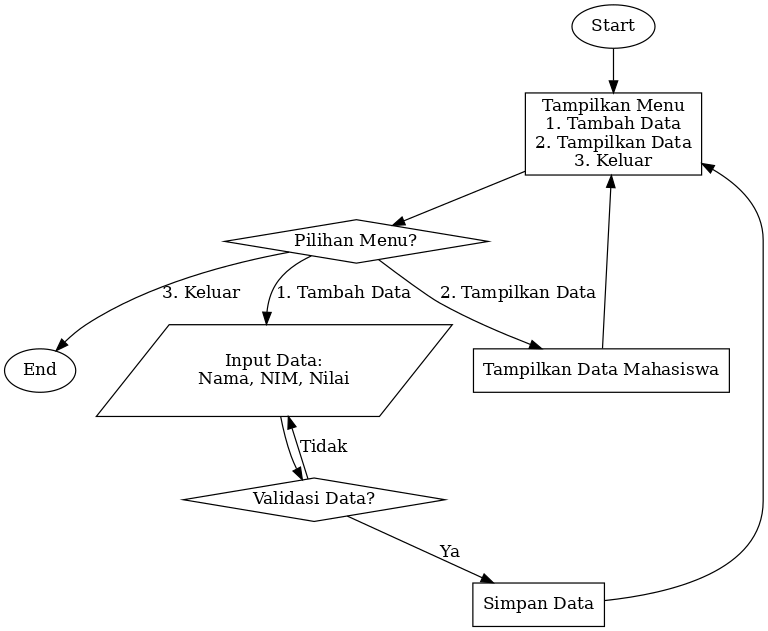 Start
Tampilkan Menu
1. Tambah Data
2. Tampilkan Data
3. Keluar
Pilihan Menu?
3. Keluar
1. Tambah Data
2. Tampilkan Data
End
Input Data:
Nama, NIM, Nilai
Tampilkan Data Mahasiswa
Tidak
Validasi Data?
Ya
Simpan Data